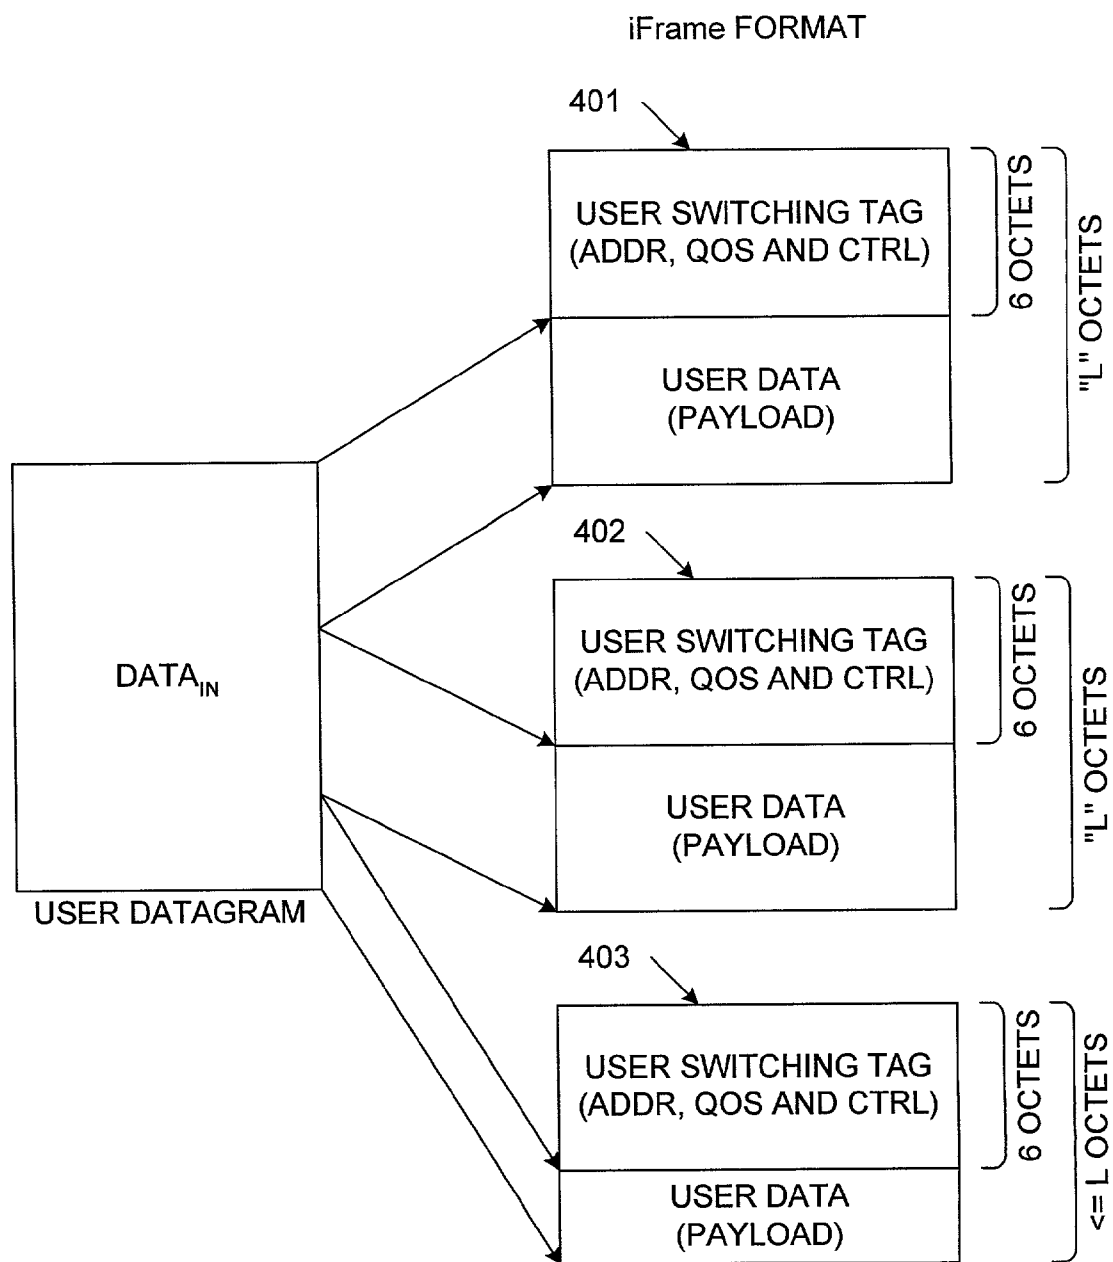 iFrame FORMAT
401
USER SWITCHING TAG
(ADDR, QOS AND CTRL)
6 OCTETS
"L" OCTETS
USER DATA
(PAYLOAD)
402
USER SWITCHING TAG
(ADDR, QOS AND CTRL)
6 OCTETS
"L" OCTETS
DATA_IN
USER DATA
(PAYLOAD)
USER DATAGRAM
403
USER SWITCHING TAG
(ADDR, QOS AND CTRL)
6 OCTETS
<= L OCTETS
USER DATA
(PAYLOAD)